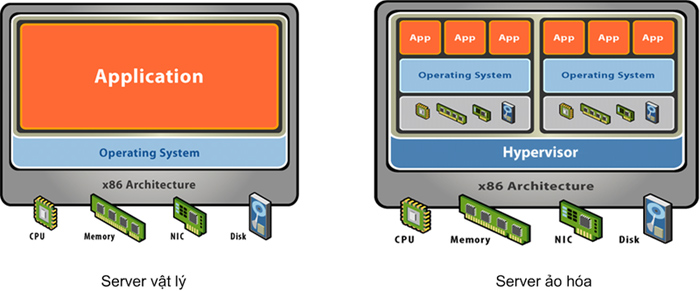 Application
Operating System
x86 Architecture
CPU
Memory
NIC
Disk
Server vật lý
App App App App App App
Operating System Operating System
Hypervisor
x86 Architecture
CPU
Memory
NIC
Disk
Server ảo hóa